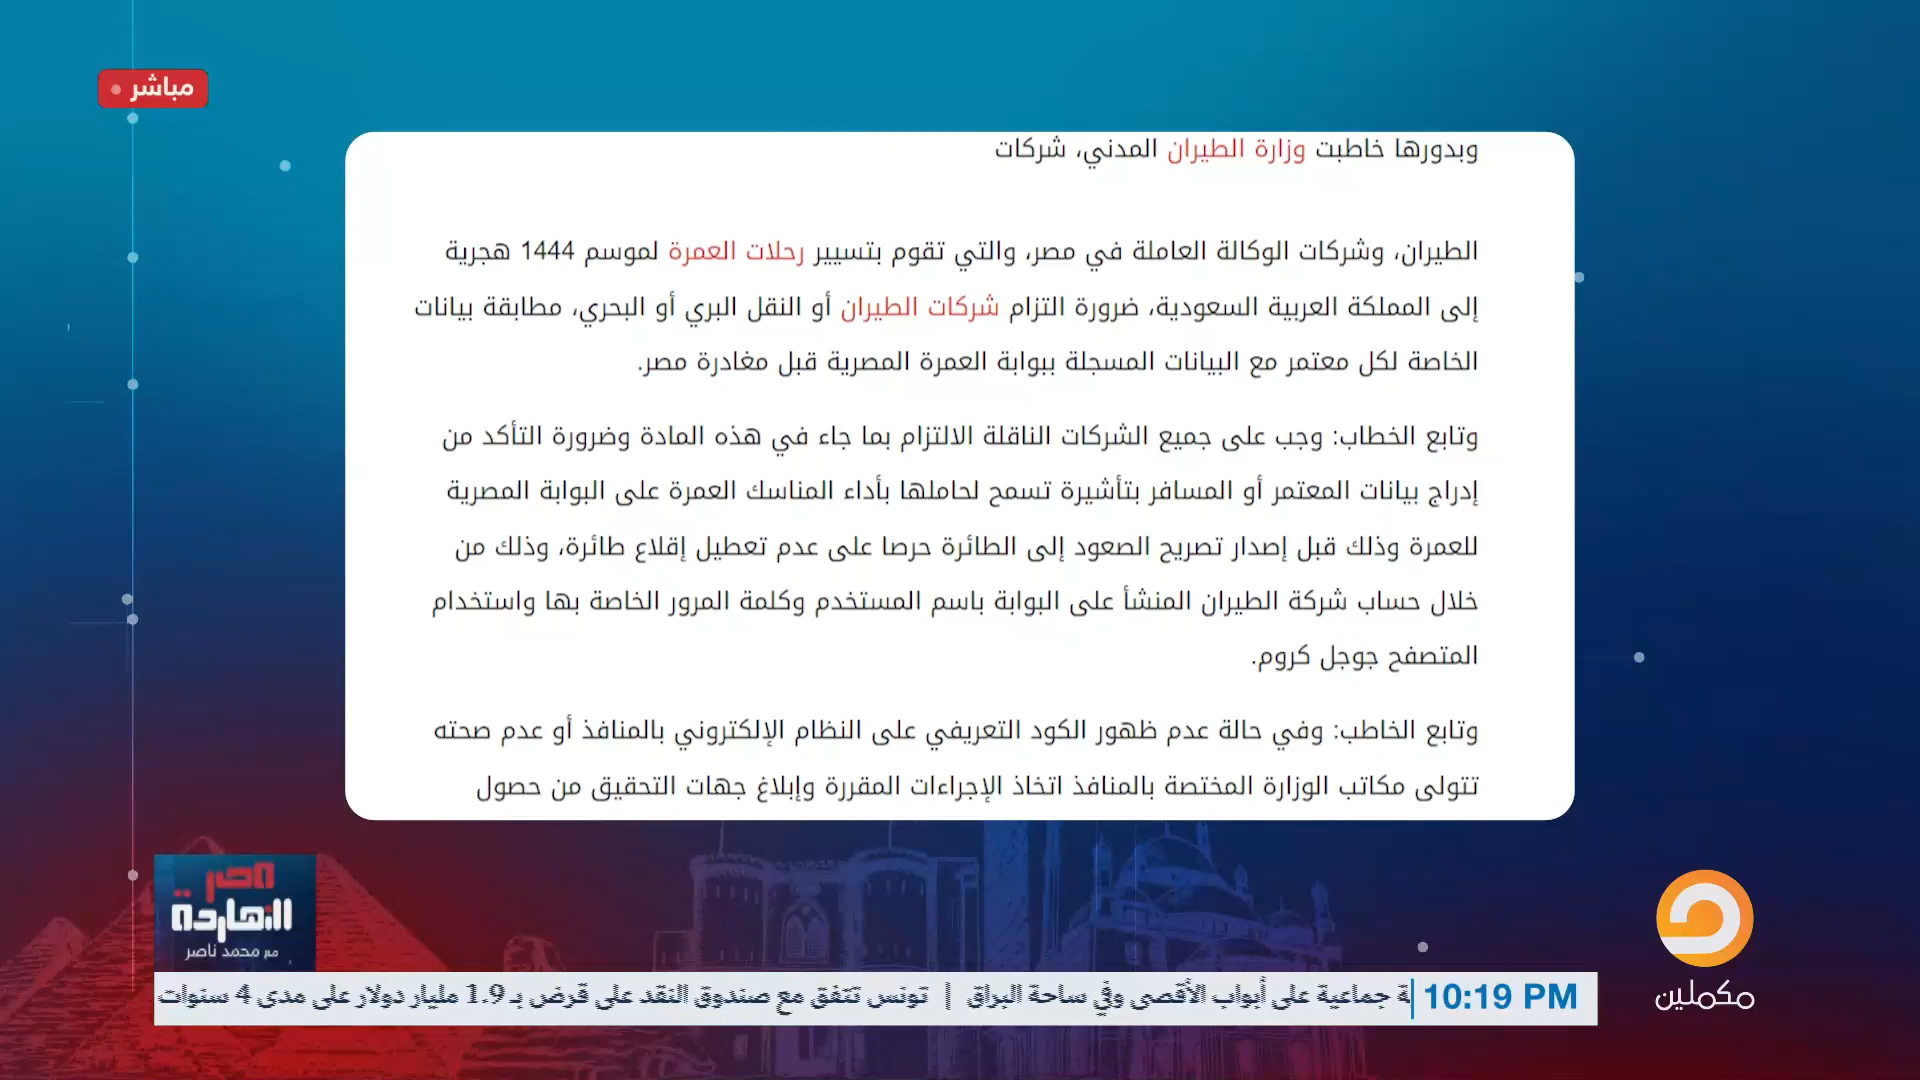 مباشر
وبدورها خاطبت وزارة الطيران المدني، شركات
الطيران، وشركات الوكالة العاملة في مصر، والتي تقوم بتسيير رحلات العمرة لموسم 1444 هجرية
إلى المملكة العربية السعودية، ضرورة التزام شركات الطيران أو النقل البري أو البحري، مطابقة بيانات
الخاصة لكل معتمر مع البيانات المسجلة ببوابة العمرة المصرية قبل مغادرة مصر.
وتابع الخطاب: وجب على جميع الشركات الناقلة الالتزام بما جاء في هذه المادة وضرورة التأكد من
إدراج بيانات المعتمر أو المسافر بتأشيرة تسمح لحاملها بأداء المناسك العمرة على البوابة المصرية
للعمرة وذلك قبل إصدار تصريح الصعود إلى الطائرة حرصا على عدم تعطيل إقلاع طائرة، وذلك من
خلال حساب شركة الطيران المنشأ على البوابة باسم المستخدم وكلمة المرور الخاصة بها واستخدام
المتصفح جوجل كروم.
وتابع الخاطب: وفي حالة عدم ظهور الكود التعريفي على النظام الإلكتروني بالمنافذ أو عدم صحته
تتولى مكاتب الوزارة المختصة بالمنافذ اتخاذ الإجراءات المقررة وإبلاغ جهات التحقيق من حصول
مصر
النهاردة
مع محمد ناصر
10:19 PM
ة جماعية على أبواب الأقصى وفي ساحة البراق | تونس تتفق مع صندوق النقد على قرض بـ 1.9 مليار دولار على مدى 4 سنوات
مكملين